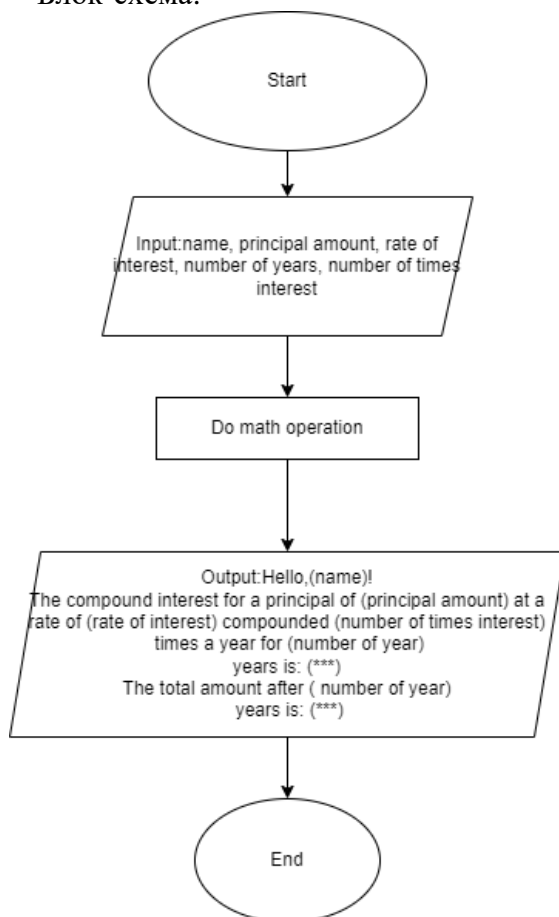 Блок-схема:
Start
Input:name, principal amount, rate of
interest, number of years, number of times
interest
Do math operation
Output:Hello,(name)!
The compound interest for a principal of (principal amount) at a
rate of (rate of interest) compounded (number of times interest)
times a year for (number of year)
years is: (***)
The total amount after ( number of year)
years is: (***)
End